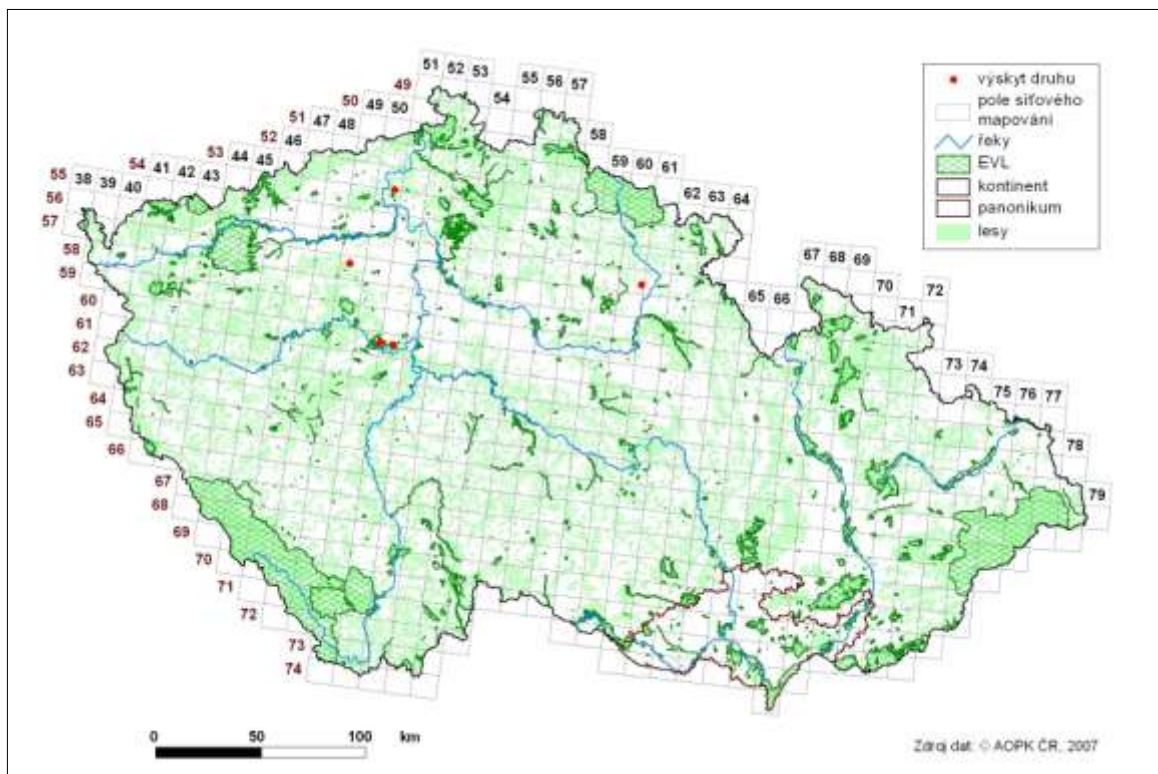 51 52 53
55 56 57
49
54
50 49 50
51 47 48
58
52 46
53 44 45
59 60 61
54 41 42 43
55 38 39 40
62 63 64
56
57
58
59
67 68 69
65 66
70
71
72
60
61
62
63
73 74
64
75 76 77
65
78
66
79
67
68
69
70
71
72
73
74
výskyt druhu
pole síťového
mapování
řeky
EVL
kontinent
panonikum
lesy
0 50 100 km
Zdroj dat: © AOPK ČR, 2007